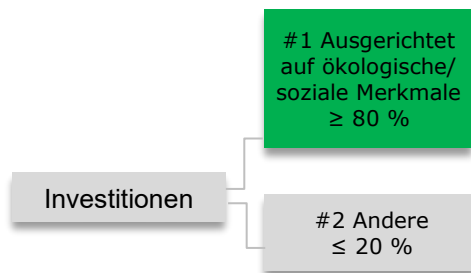 #1 Ausgerichtet
auf ökologische/
soziale Merkmale
≥ 80 %
Investitionen
#2 Andere
≤ 20 %